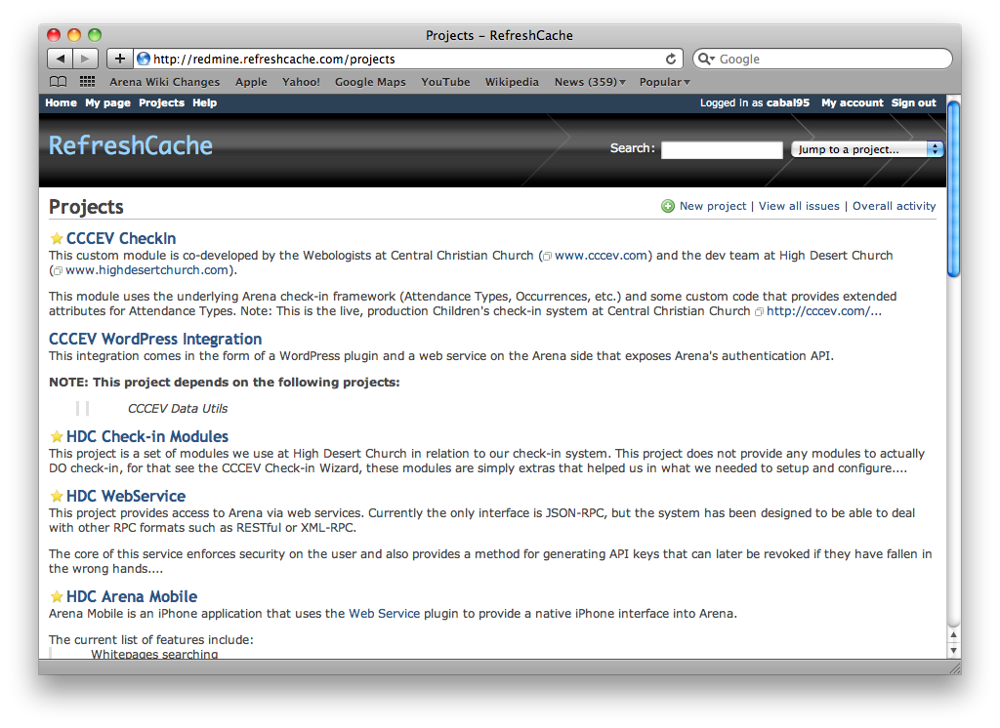 Projects – RefreshCache
http://redmine.refreshcache.com/projects
Google
Arena Wiki Changes Apple Yahoo! Google Maps YouTube Wikipedia News (359) Popular
Home My page Projects Help Logged in as cabal95 My account Sign out
RefreshCache
Search: Jump to a project...
Projects New project | View all issues | Overall activity
CCCEV CheckIn
This custom module is co-developed by the Webologists at Central Christian Church (www.cccev.com) and the dev team at High Desert Church
(www.highdesertchurch.com).
This module uses the underlying Arena check-in framework (Attendance Types, Occurrences, etc.) and some custom code that provides extended
attributes for Attendance Types. Note: This is the live, production Children's check-in system at Central Christian Church http://cccev.com/...
CCCEV WordPress Integration
This integration comes in the form of a WordPress plugin and a web service on the Arena side that exposes Arena's authentication API.
NOTE: This project depends on the following projects:
CCCEV Data Utils
HDC Check-in Modules
This project is a set of modules we use at High Desert Church in relation to our check-in system. This project does not provide any modules to actually
DO check-in, for that see the CCCEV Check-in Wizard, these modules are simply extras that helped us in what we needed to setup and configure....
HDC WebService
This project provides access to Arena via web services. Currently the only interface is JSON-RPC, but the system has been designed to be able to deal
with other RPC formats such as RESTful or XML-RPC.
The core of this service enforces security on the user and also provides a method for generating API keys that can later be revoked if they have fallen in
the wrong hands....
HDC Arena Mobile
Arena Mobile is an iPhone application that uses the Web Service plugin to provide a native iPhone interface into Arena.
The current list of features include:
Whitepages searching